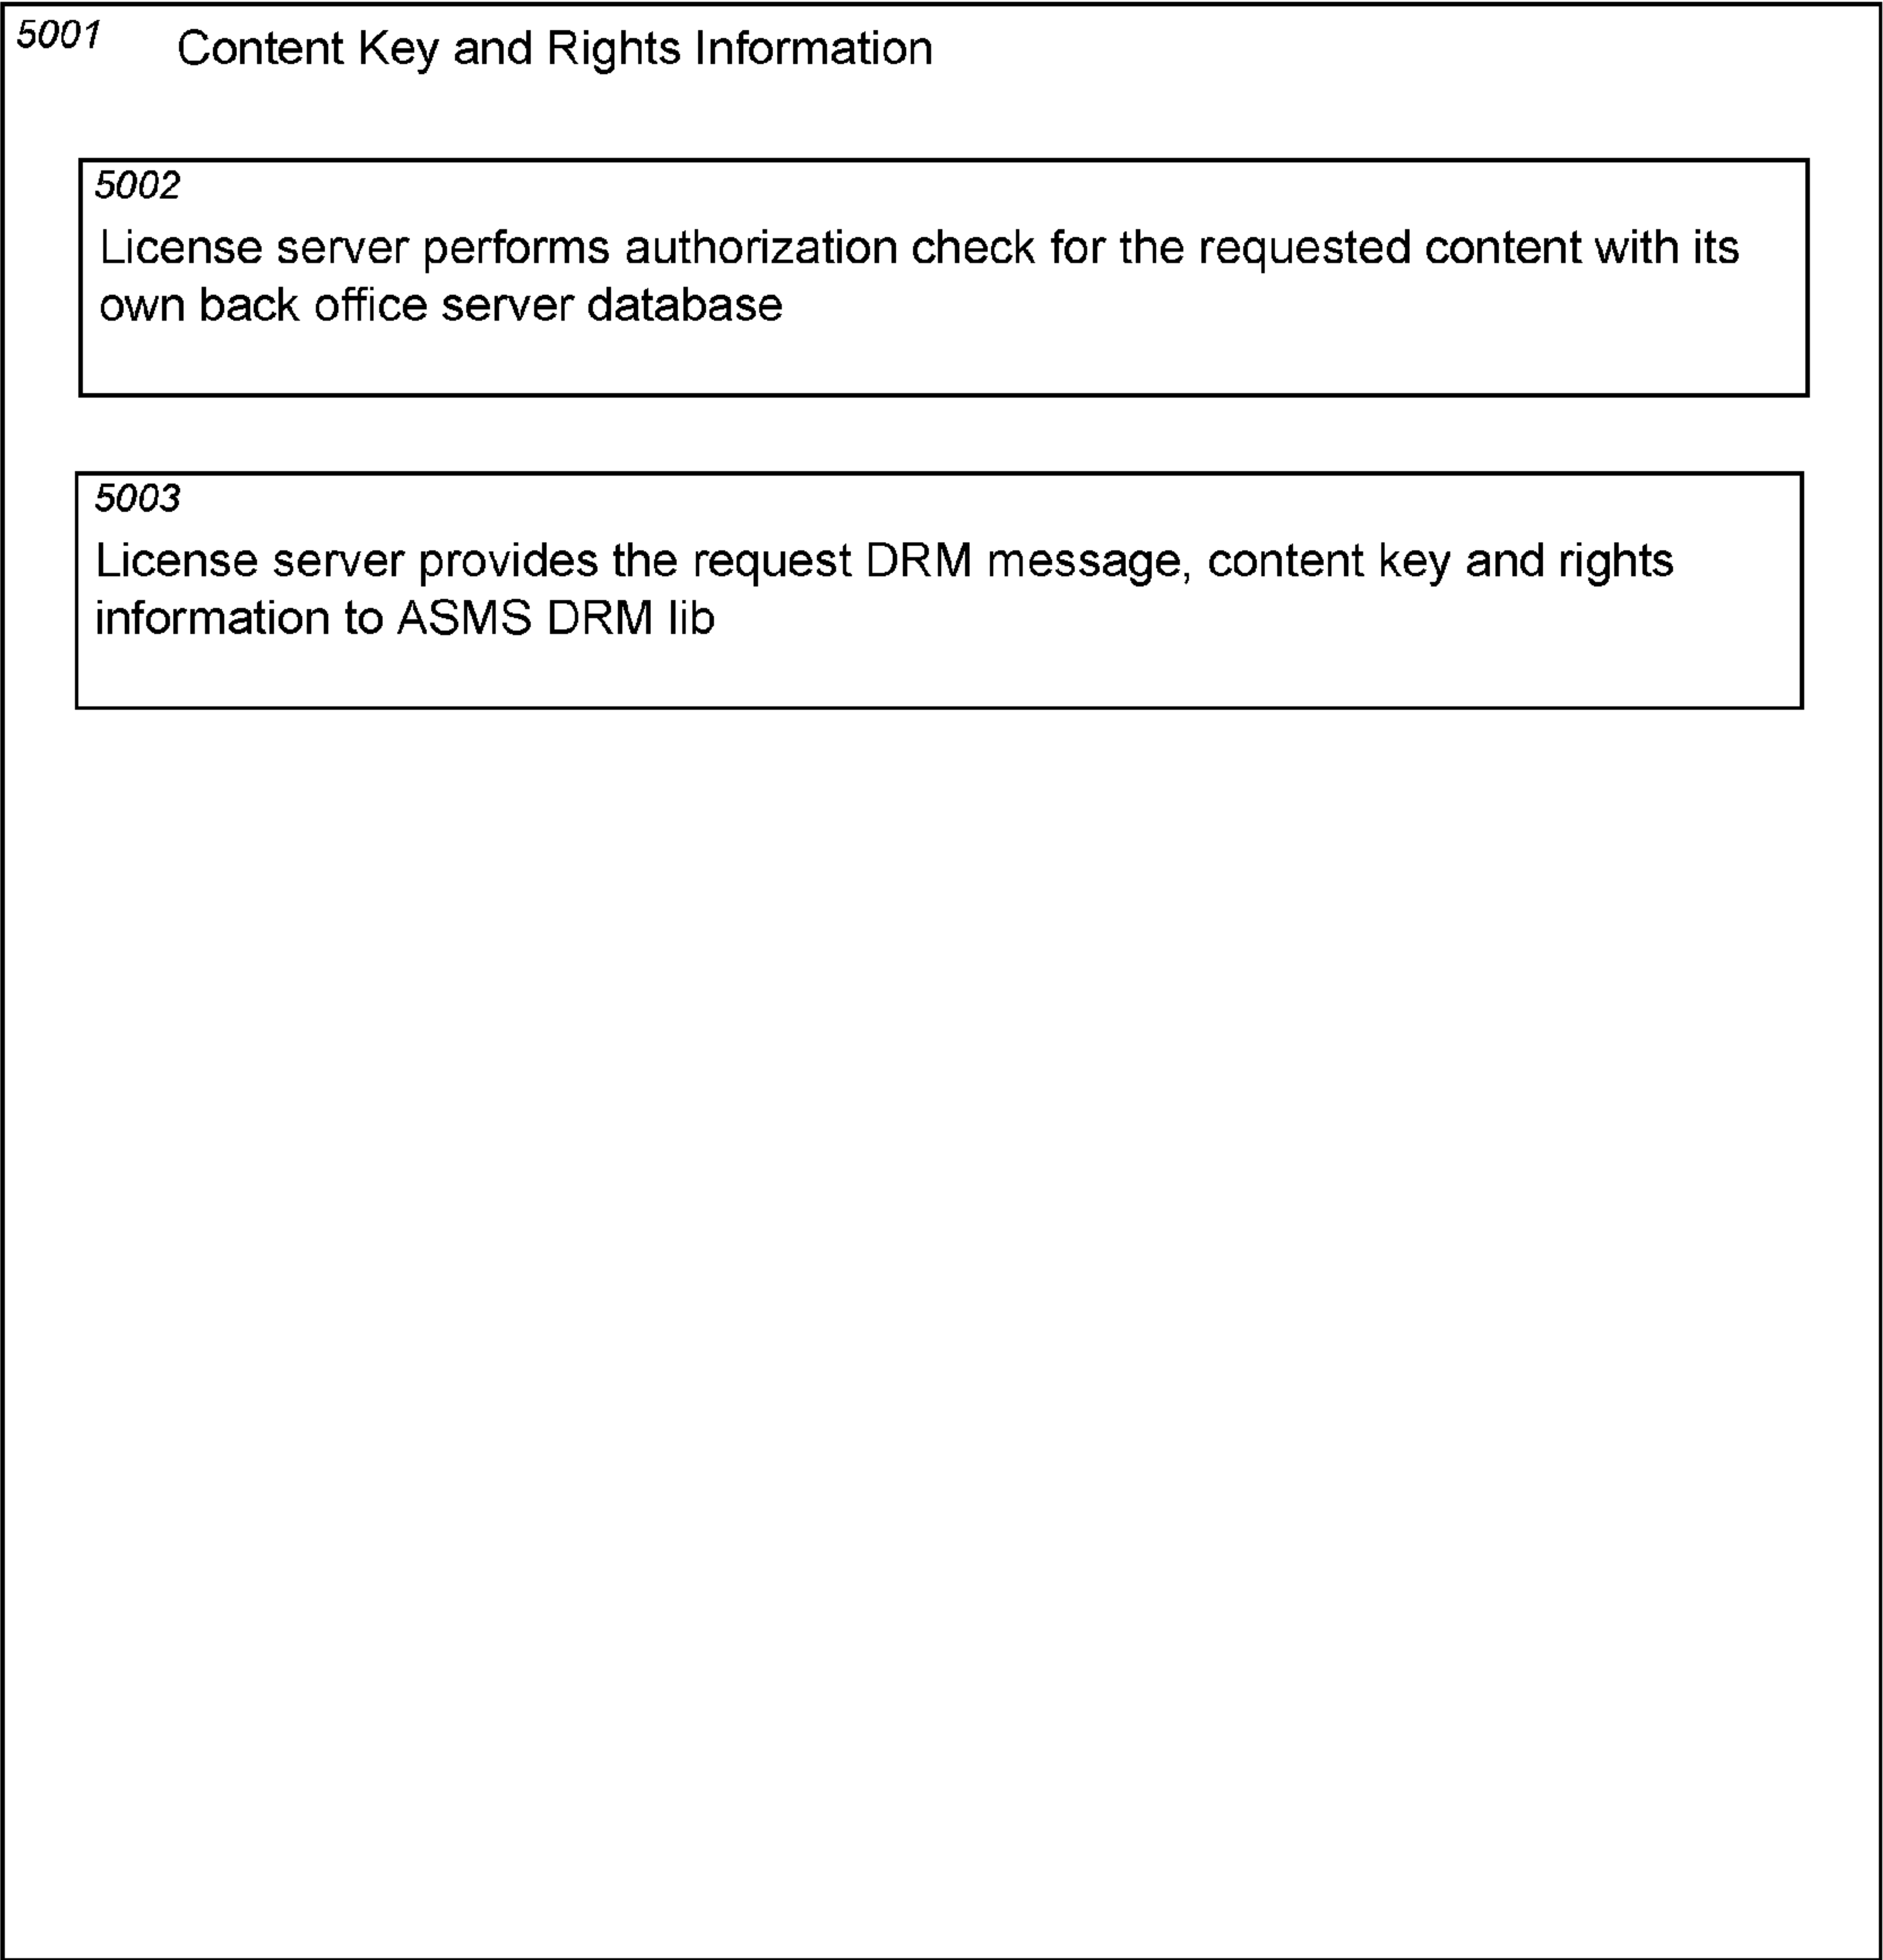 5001 Content Key and Rights Information
5002
License server performs authorization check for the requested content with its
own back office server database
5003
License server provides the request DRM message, content key and rights
information to ASMS DRM lib